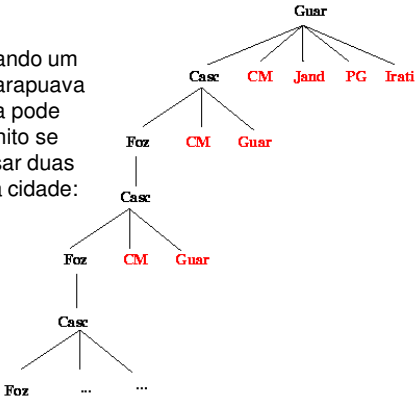 ando um
arapuava
a pode
nito se
sar duas
a cidade:
Guar
Casc CM Jand PG Irati
Foz CM Guar
Casc
Foz CM Guar
Casc
Foz ... ...